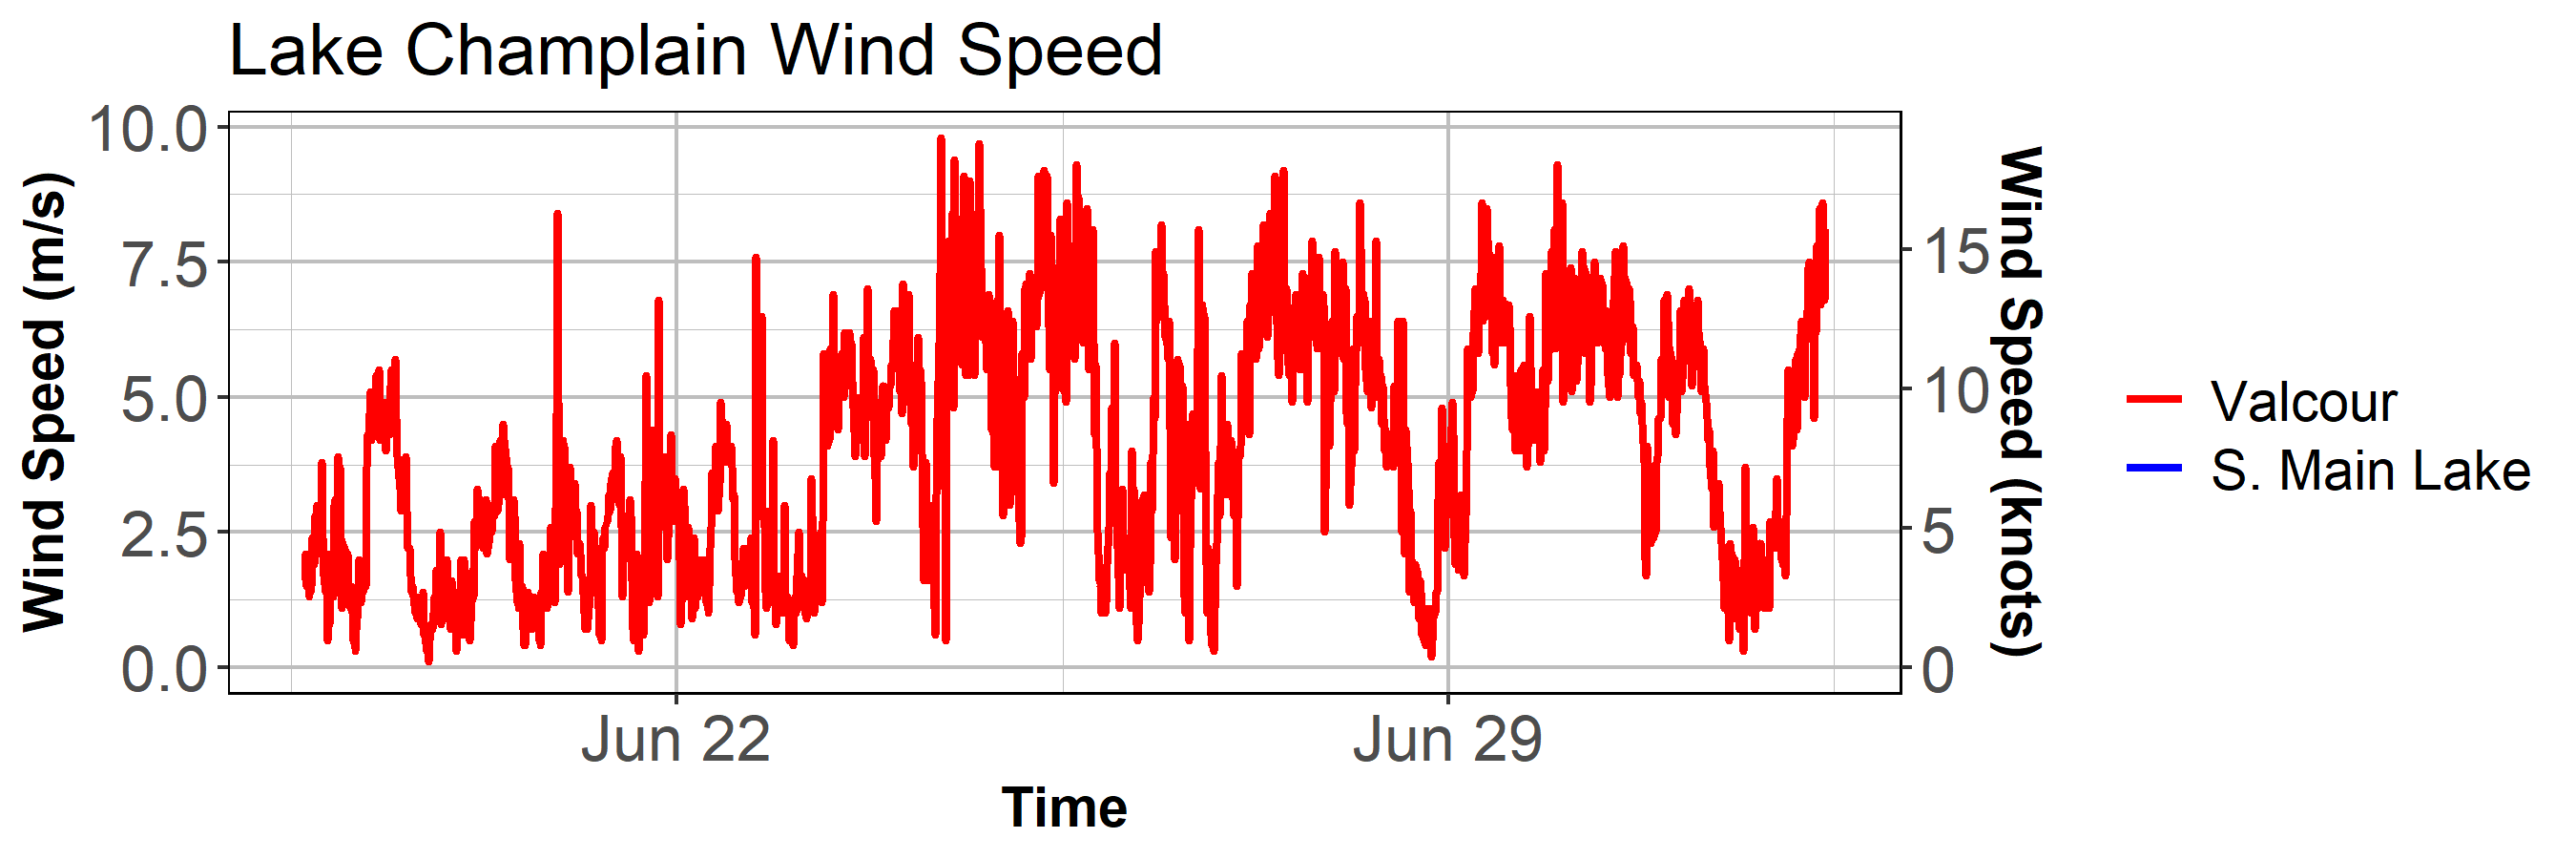 Lake Champlain Wind Speed
10.0
7.5
5.0
2.5
0.0
Wind Speed (m/s)
15
10
5
0
Wind Speed (knots)
Jun 22
Jun 29
Time
Valcour
S. Main Lake